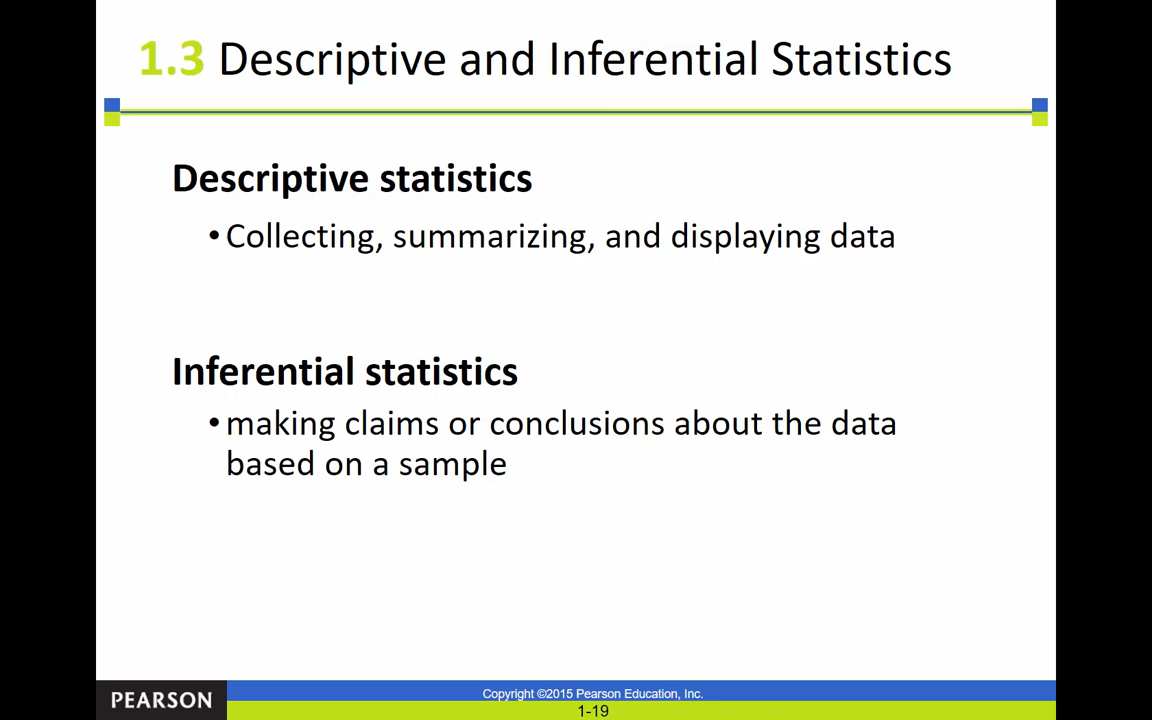 1.3 Descriptive and Inferential Statistics
Descriptive statistics
•Collecting, summarizing, and displaying data
Inferential statistics
•making claims or conclusions about the data
based on a sample
PEARSON
Copyright ©2015 Pearson Education, Inc.
1-19